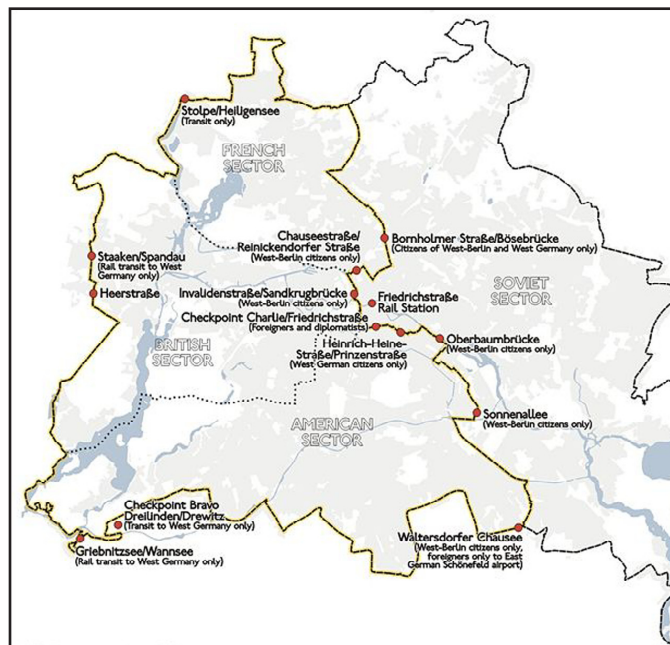 Stolpe/Heiligensee
(Transit only)
FRENCH
SECTOR
Chauseestraße/
Reinickendorfer Straße
(West-Berlin citizens only)
Bornholmer Straße/Bösebrücke
(Citizens of West-Berlin and West Germany only)
Staaken/Spandau
(Rail transit to West
Germany only)
Heerstraße
Invalidenstraße/Sandkrugbrücke
(West-Berlin citizens only)
SOVIET
SECTOR
Friedrichstraße
Rail Station
Checkpoint Charlie/Friedrichstraße
(Foreigners and diplomatists)
BRITISH
SECTOR
Heinrich-Heine-
Straße/Prinzenstraße
(West German citizens only)
Oberbaumbrücke
(West-Berlin citizens only)
AMERICAN
SECTOR
Sonnenallee
(West-Berlin citizens only)
Checkpoint Bravo
Dreilinden/Drewitz
(Transit to West Germany only)
Griebnitzsee/Wannsee
(Rail transit to West Germany only)
Waltersdorfer Chausee
(West-Berlin citizens only,
foreigners only to East
German Schönefeld airport)